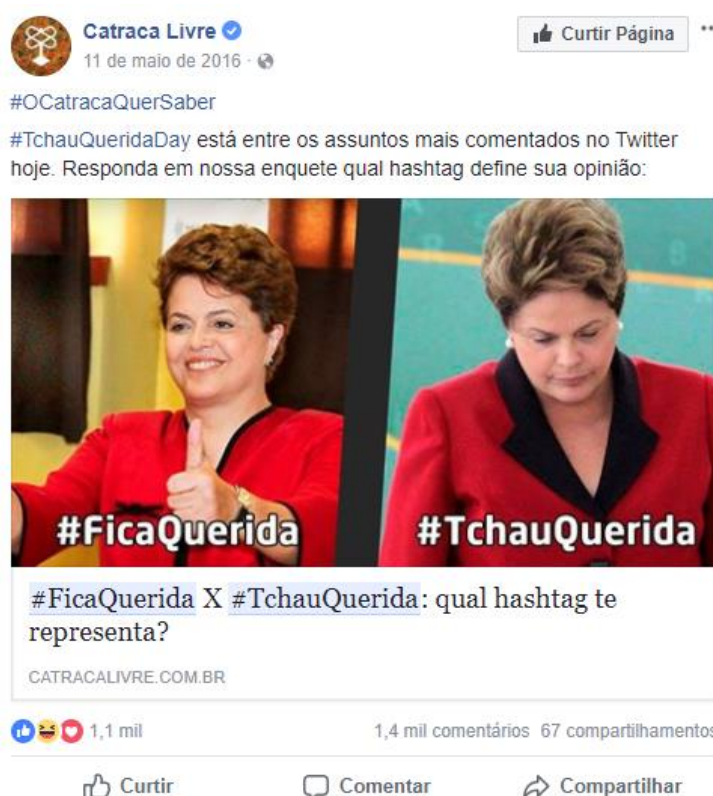 Catraca Livre
Curtir Página
11 de maio de 2016
#OCatracaQuerSaber
#TchauQueridaDay está entre os assuntos mais comentados no Twitter
hoje. Responda em nossa enquete qual hashtag define sua opinião:
#FicaQuerida
#TchauQuerida
#FicaQuerida X #TchauQuerida: qual hashtag te
representa?
CATRACALIVRE.COM.BR
1,1 mil
1,4 mil comentários 67 compartilhamentos
Curtir
Comentar
Compartilhar